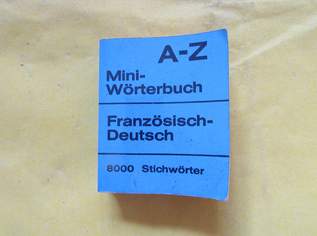 A-Z
Mini-
Wörterbuch
Französisch-
Deutsch
8000 Stichwörter